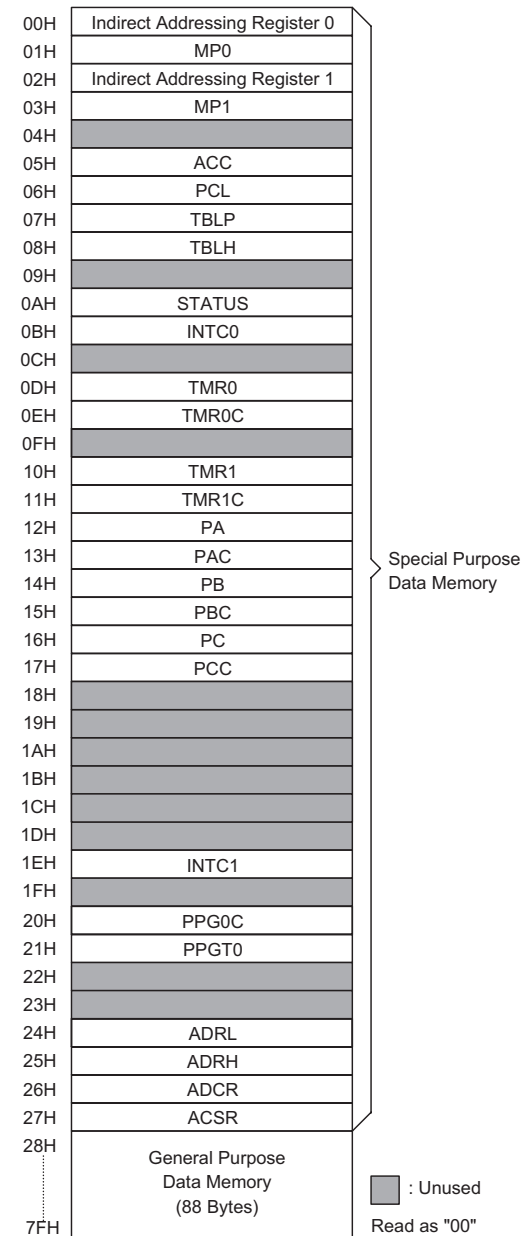 00H Indirect Addressing Register 0
01H MP0
02H Indirect Addressing Register 1
03H MP1
04H
05H ACC
06H PCL
07H TBLP
08H TBLH
09H
0AH STATUS
0BH INTC0
0CH
0DH TMR0
0EH TMR0C
0FH
10H TMR1
11H TMR1C
12H PA
13H PAC
14H PB
15H PBC
16H PC
17H PCC
18H
19H
1AH
1BH
1CH
1DH
1EH INTC1
1FH
20H PPG0C
21H PPGT0
22H
23H
24H ADRL
25H ADRH
26H ADCR
27H ACSR
28H
7FH
General Purpose
Data Memory
(88 Bytes)
Special Purpose
Data Memory
: Unused
Read as "00"